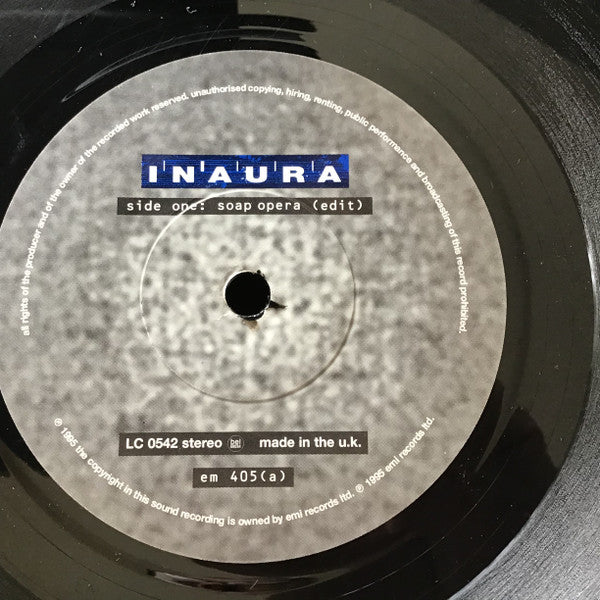 all rights of the producer and of the owner of the recorded work reserved. unauthorised copying, hiring, renting, public performance and broadcasting of this record prohibited.
INAURA
side one: soap opera (edit)
LC 0542 stereo made in the u.k.
em 405(a)
℗ 1995 the copyright in this sound recording is owned by emi records ltd. ℗ 1995 emi records ltd.